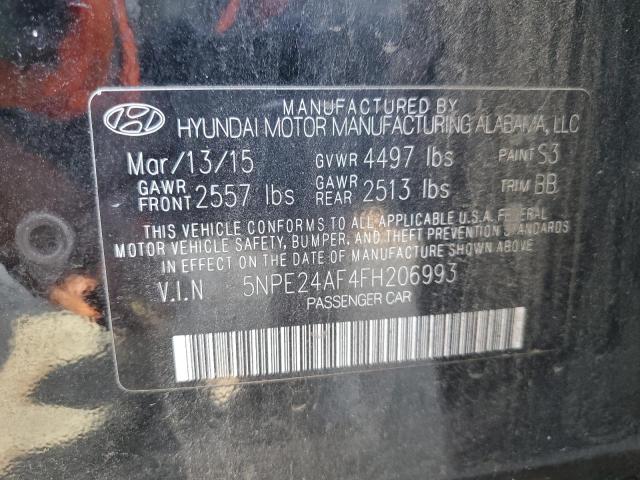 MANUFACTURED BY
HYUNDAI MOTOR MANUFACTURING ALABAMA, LLC
Mar/13/15 GVWR 4497 lbs PAINT S3
GAWR FRONT 2557 lbs GAWR REAR 2513 lbs TRIM BB
THIS VEHICLE CONFORMS TO ALL APPLICABLE U.S.A. FEDERAL
MOTOR VEHICLE SAFETY, BUMPER, AND THEFT PREVENTION STANDARDS
IN EFFECT ON THE DATE OF MANUFACTURE SHOWN ABOVE.
V.I.N 5NPE24AF4FH206993
PASSENGER CAR